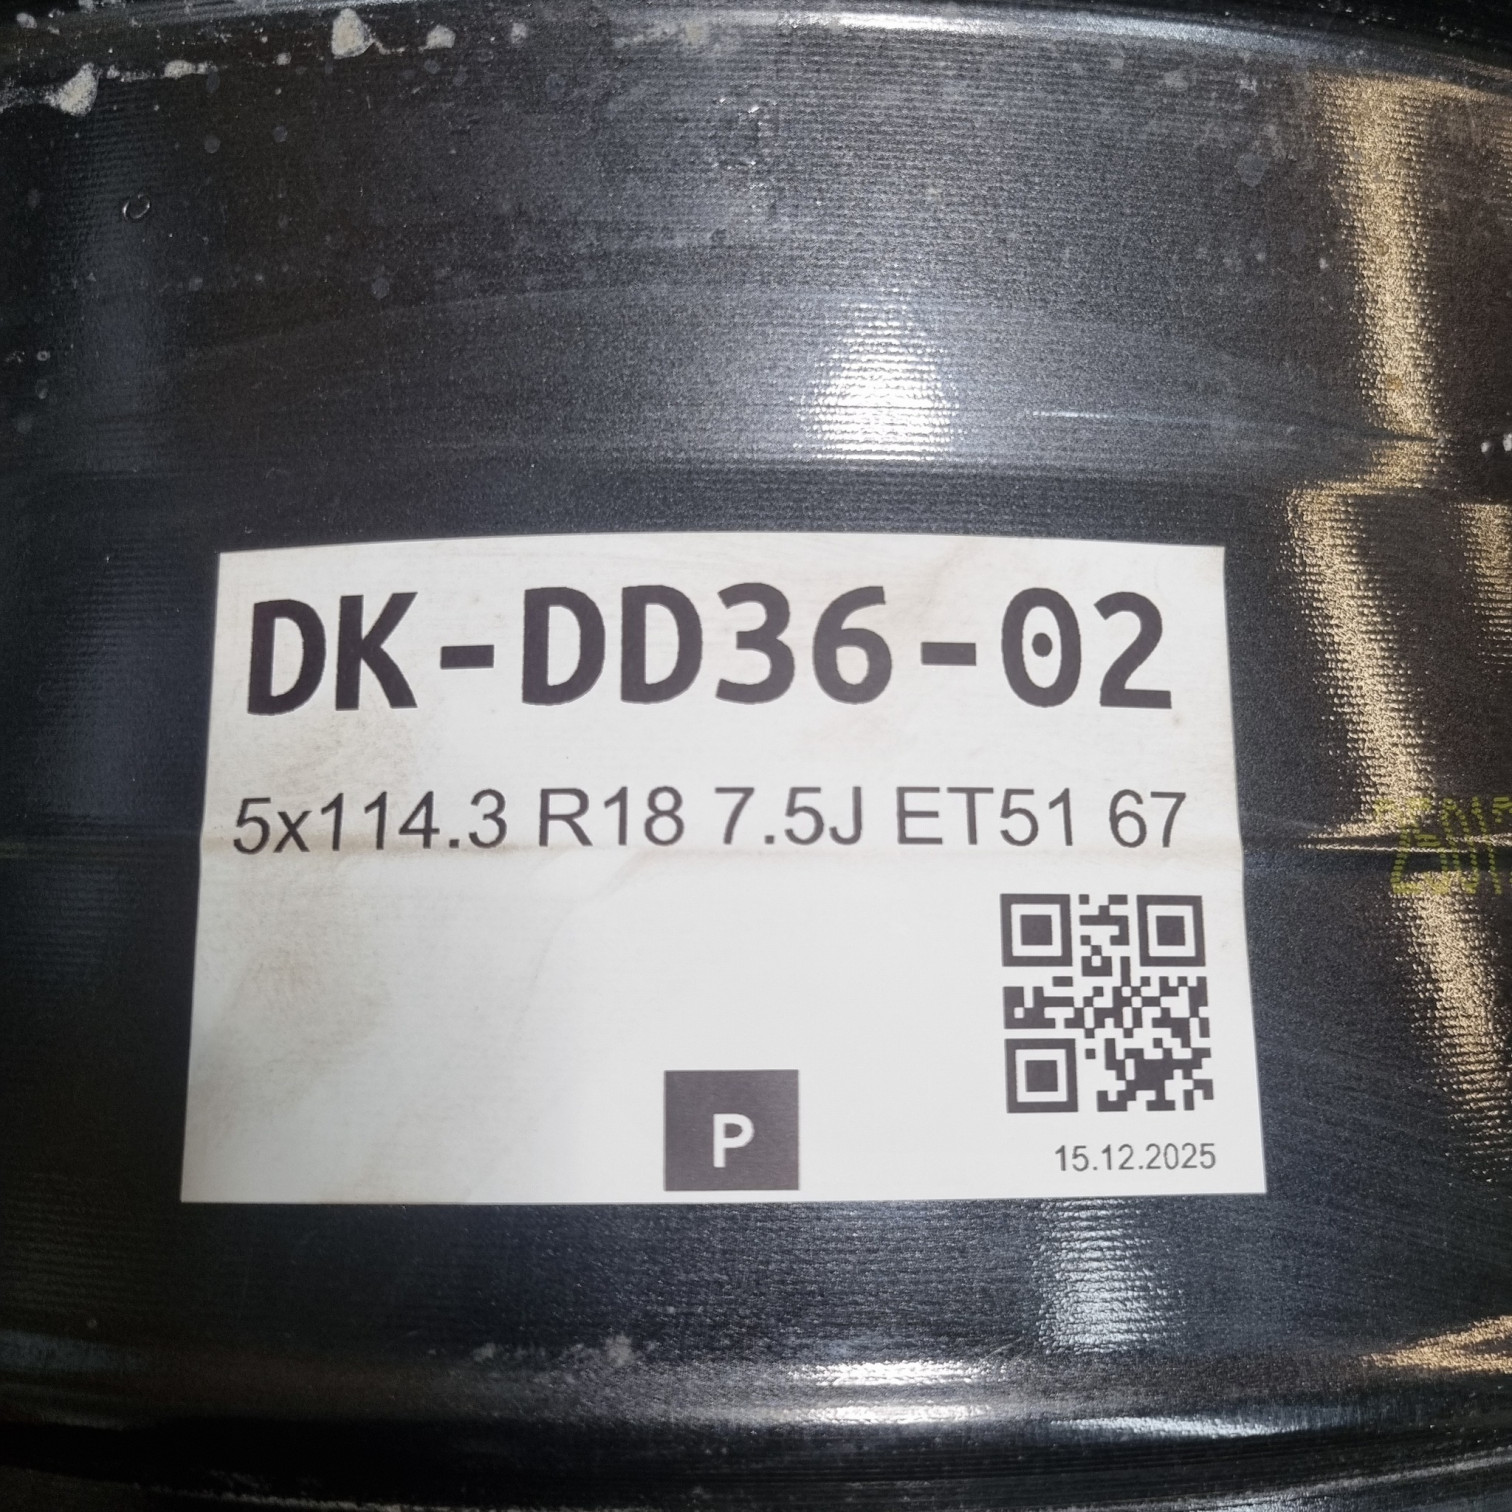 DK-DD36-02
5x114.3 R18 7.5J ET51 67
P
15.12.2025